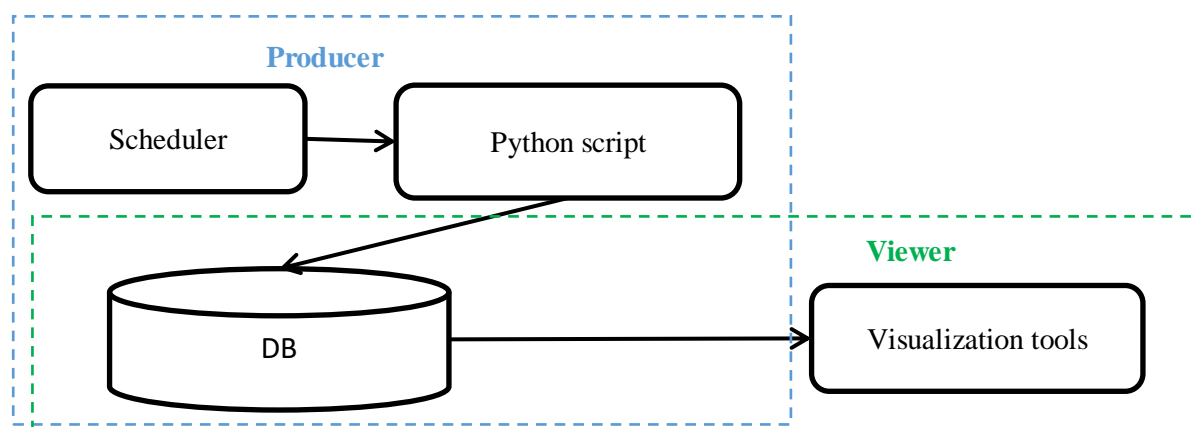 Producer
Scheduler
Python script
Viewer
DB
Visualization tools